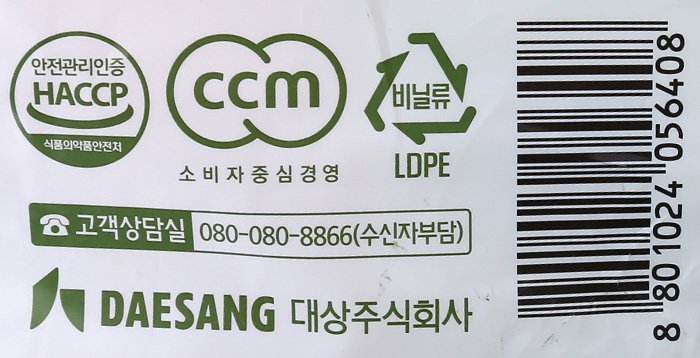 안전관리인증
HACCP
식품의약품안전처
ccm
소비자중심경영
비닐류
LDPE
고객상담실 080-080-8866(수신자부담)
DAESANG 대상주식회사
8 801024 056408